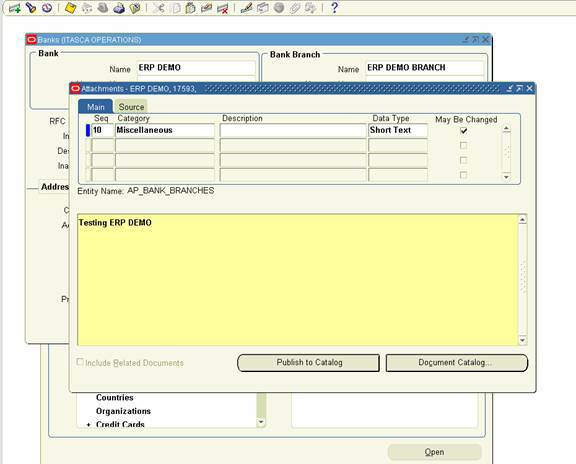 Banks (ITASCA OPERATIONS)
Bank
Bank Branch
Name ERP DEMO
Name ERP DEMO BRANCH
Attachments - ERP DEMO, 17593,
Main Source
RFC
Seq Category Description Data Type May Be Changed
10 Miscellaneous Short Text
In
Des
Ina
Addres
Entity Name: AP_BANK_BRANCHES
C
Ad
Testing ERP DEMO
Pr
Include Related Documents
Publish to Catalog
Document Catalog...
Countries
Organizations
+ Credit Cards
Open